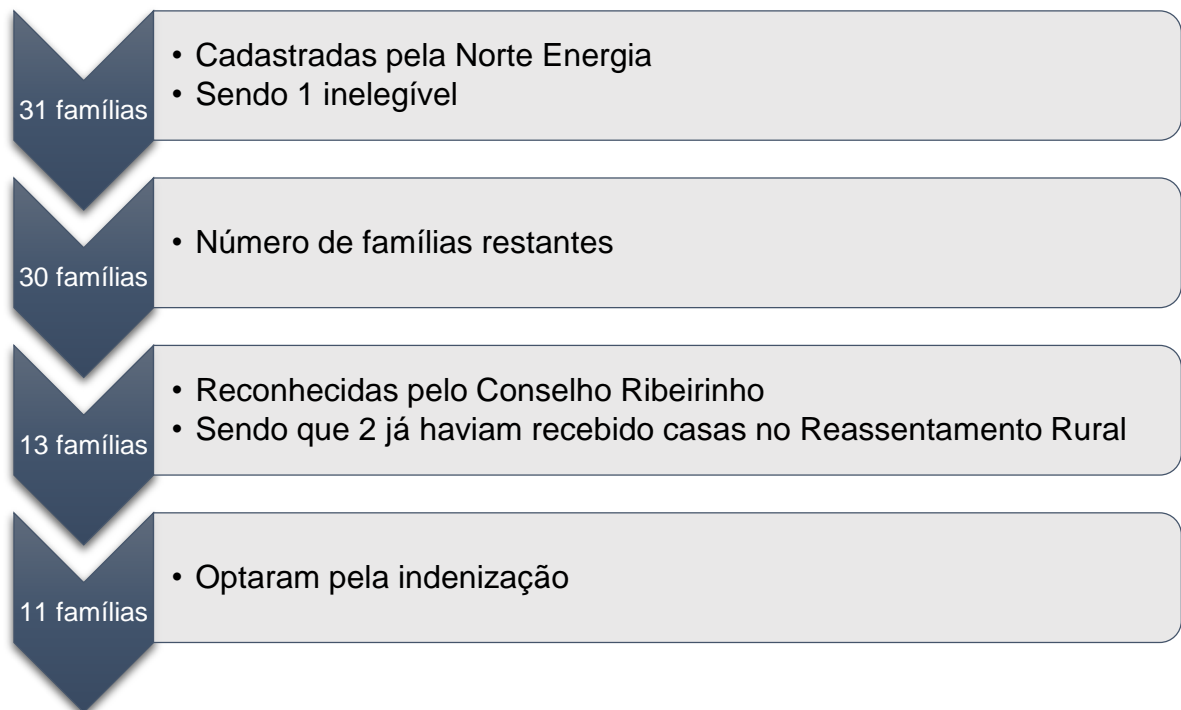 31 famílias
• Cadastradas pela Norte Energia
• Sendo 1 inelegível
30 famílias
• Número de famílias restantes
13 famílias
• Reconhecidas pelo Conselho Ribeirinho
• Sendo que 2 já haviam recebido casas no Reassentamento Rural
11 famílias
• Optaram pela indenização